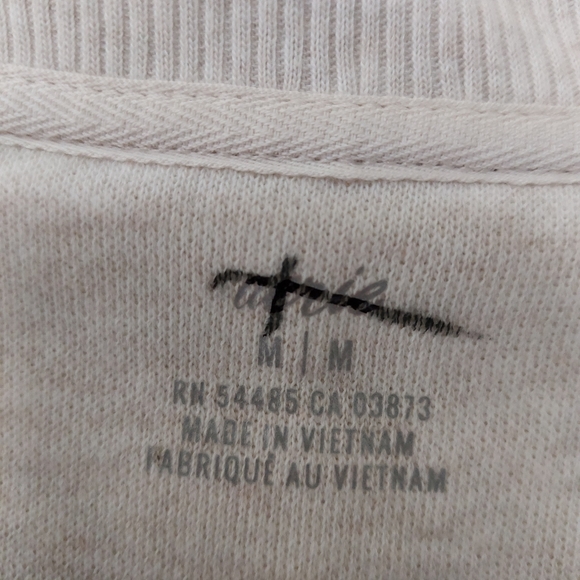 M | M
RN 54485 CA 03873
MADE IN VIETNAM
FABRIQUÉ AU VIETNAM